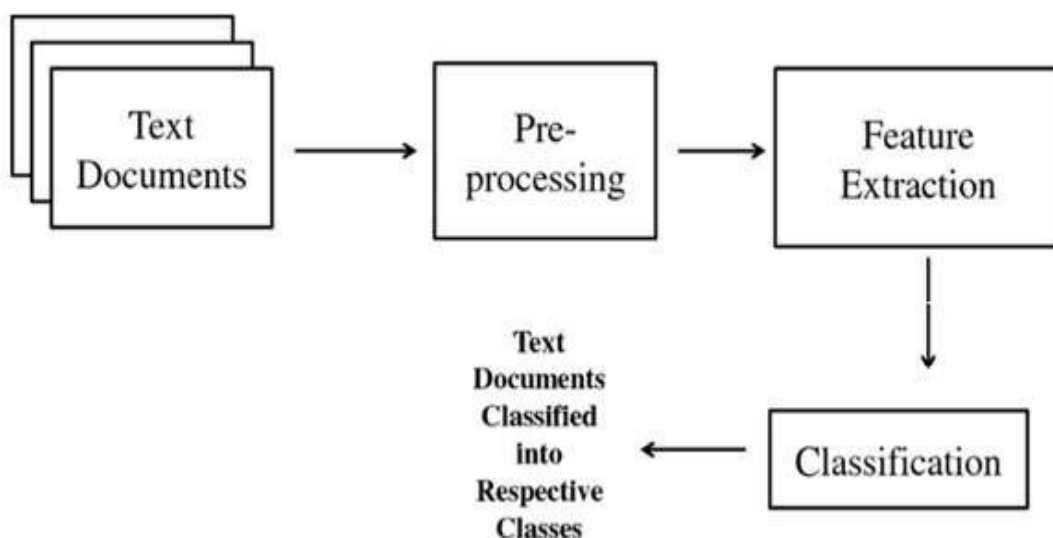 Text
Documents
Pre-
processing
Feature
Extraction
Classification
Text
Documents
Classified
into
Respective
Classes